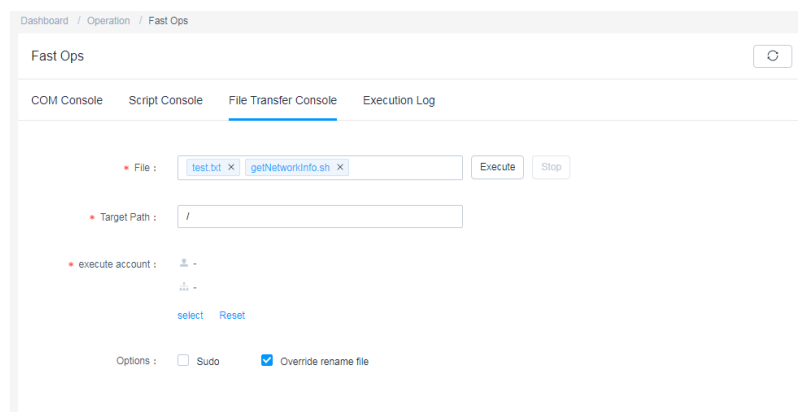 Dashboard / Operation / Fast Ops
Fast Ops
COM Console Script Console File Transfer Console Execution Log
* File : test.txt × getNetworkInfo.sh × Execute Stop
* Target Path : /
* execute account : -
-
select Reset
Options : Sudo Override rename file